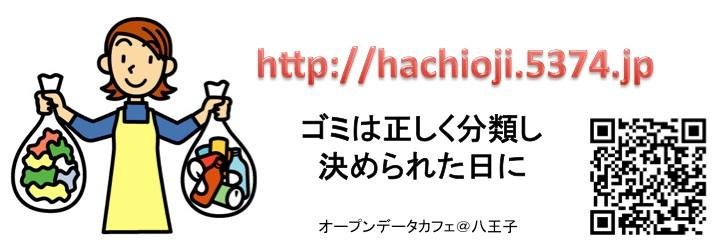 http://hachioji.5374.jp
ゴミは正しく分類し
決められた日に
オープンデータカフェ@八王子